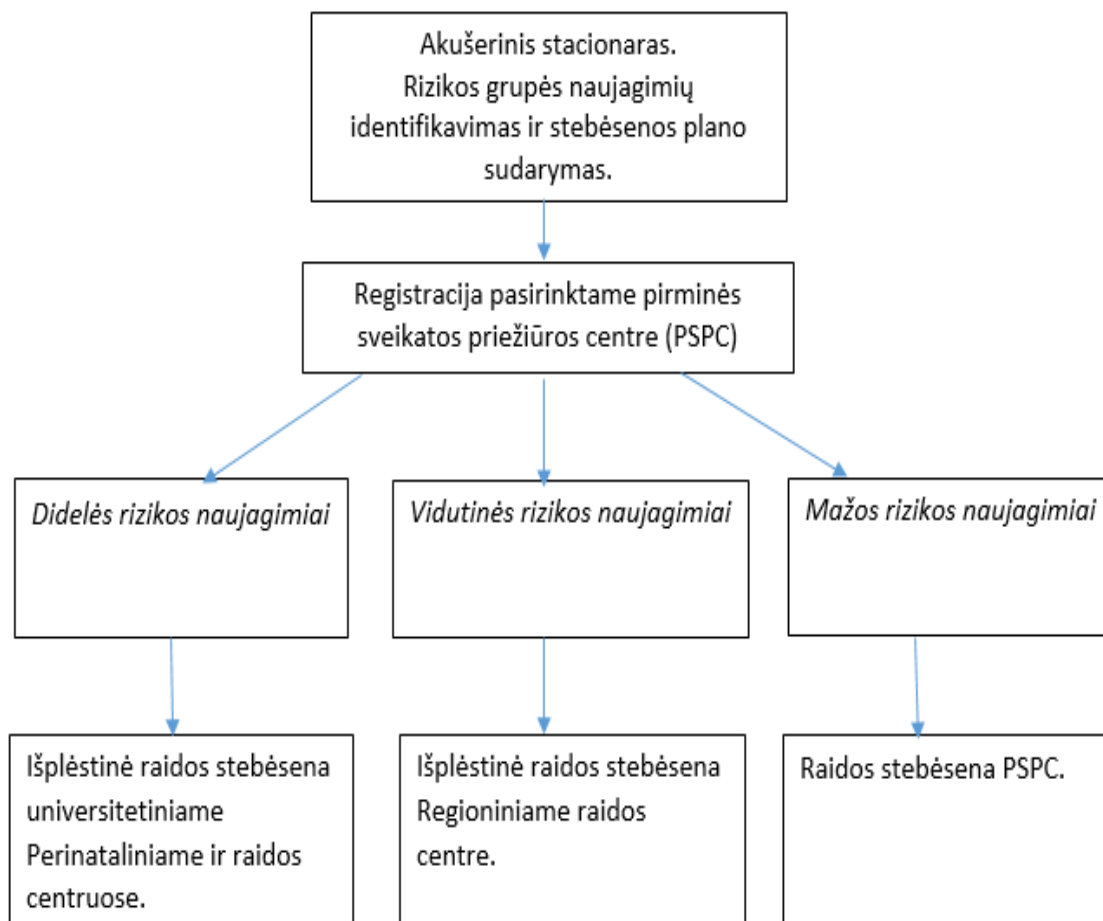 Akušerinis stacionaras.
Rizikos grupės naujagimių
identifikavimas ir stebėsenos plano
sudarymas.
Registracija pasirinktame pirminės
sveikatos priežiūros centre (PSPC)
Didelės rizikos naujagimiai
Vidutinės rizikos naujagimiai
Mažos rizikos naujagimiai
Išplėstinė raidos stebėsena
universitetiniame
Perinataliniame ir raidos
centruose.
Išplėstinė raidos stebėsena
Regioniniame raidos
centre.
Raidos stebėsena PSPC.